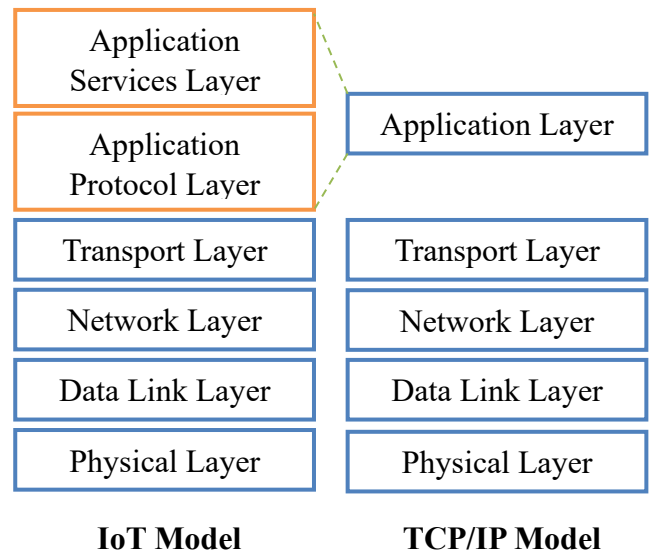 Application
Services Layer
Application
Protocol Layer
Transport Layer
Network Layer
Data Link Layer
Physical Layer
IoT Model
Application Layer
Transport Layer
Network Layer
Data Link Layer
Physical Layer
TCP/IP Model